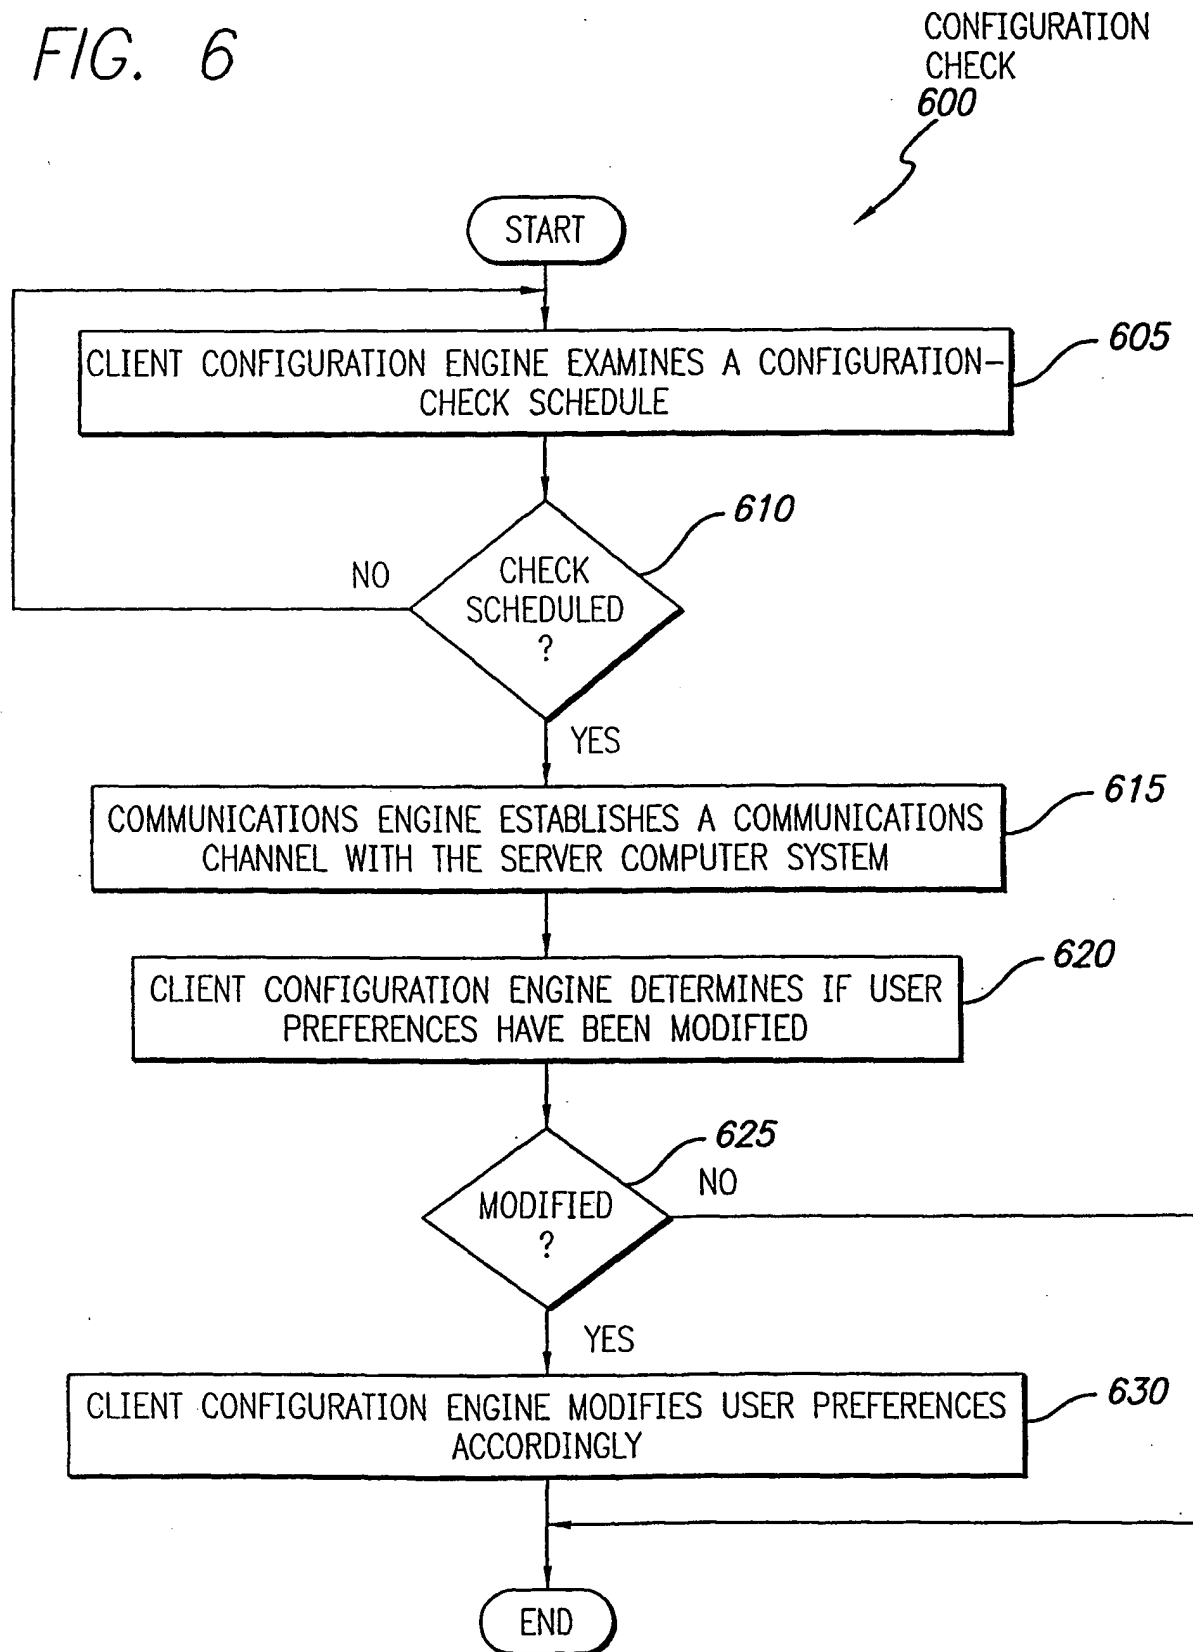 FIG. 6
CONFIGURATION
CHECK
600
START
CLIENT CONFIGURATION ENGINE EXAMINES A CONFIGURATION-
CHECK SCHEDULE
605
610
CHECK
SCHEDULED
?
NO
YES
COMMUNICATIONS ENGINE ESTABLISHES A COMMUNICATIONS
CHANNEL WITH THE SERVER COMPUTER SYSTEM
615
CLIENT CONFIGURATION ENGINE DETERMINES IF USER
PREFERENCES HAVE BEEN MODIFIED
620
625
MODIFIED
?
NO
YES
CLIENT CONFIGURATION ENGINE MODIFIES USER PREFERENCES
ACCORDINGLY
630
END